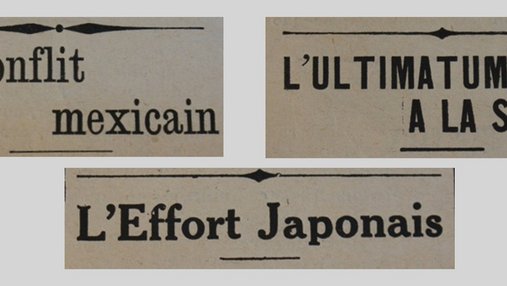 onflit
mexicain
L'ULTIMATUM
A LA S
L'Effort Japonais